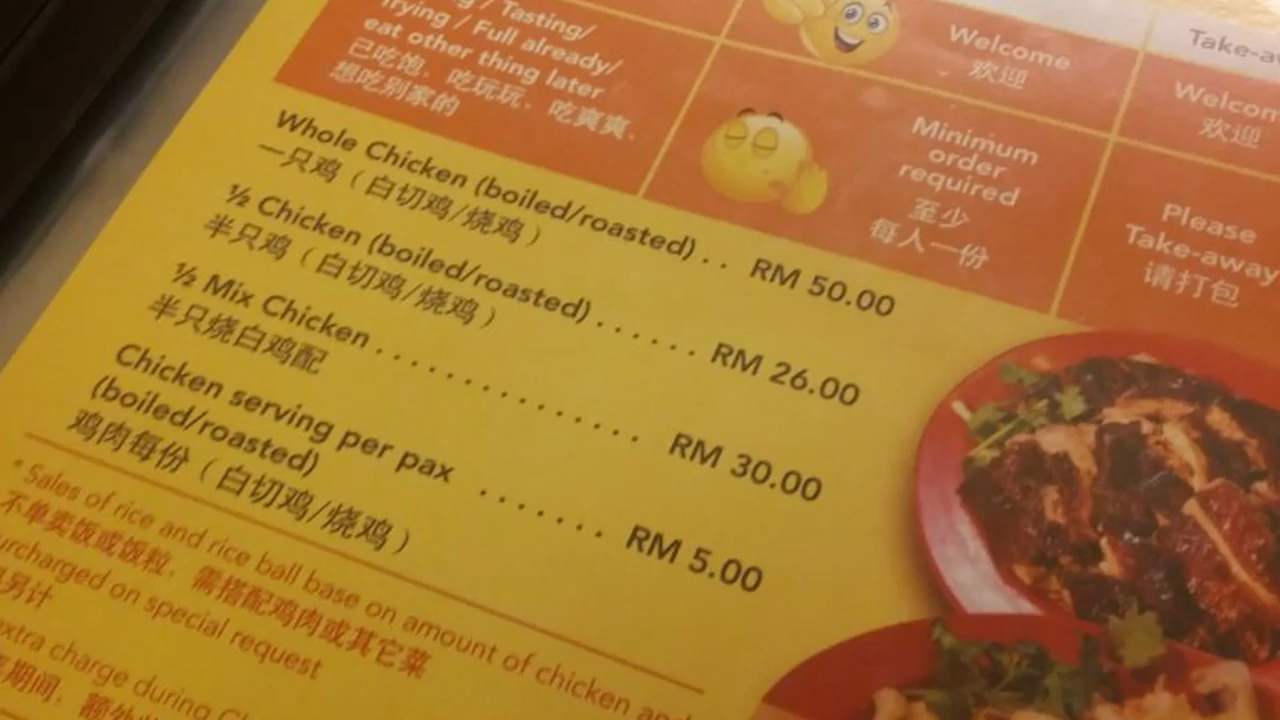 Tasting/
Trying / Full already/
eat other thing later
已吃饱、吃玩玩、吃爽爽、
想吃别家的
Welcome
欢迎
Minimum
order
required
至少
每人一份
Welcom
欢迎
Please
Take-away
请打包
Whole Chicken (boiled/roasted) . . RM 50.00
一只鸡（白切鸡/烧鸡）
½ Chicken (boiled/roasted) . . . . . . . RM 26.00
半只鸡（白切鸡/烧鸡）
½ Mix Chicken . . . . . . . . . . . . . . . . . RM 30.00
半只烧白鸡配
Chicken serving per pax
(boiled/roasted) . . . . . . . . RM 5.00
鸡肉每份（白切鸡/烧鸡）
* Sales of rice and rice ball base on amount of chicken and
不单卖饭或饭粒，需搭配鸡肉或其它菜
urcharged on special request
另计
extra charge during
期间，额外